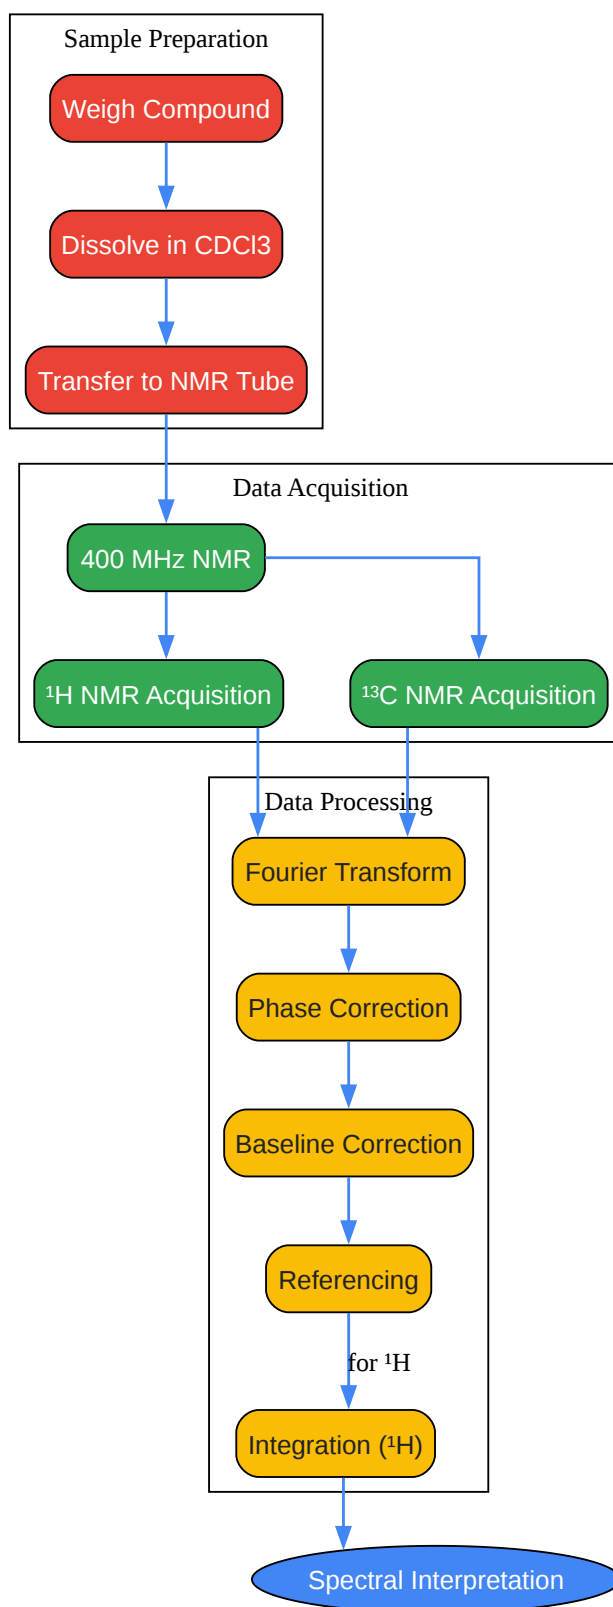 Sample Preparation
Weigh Compound
Dissolve in CDCl3
Transfer to NMR Tube
Data Acquisition
400 MHz NMR
¹H NMR Acquisition
¹³C NMR Acquisition
Data Processing
Fourier Transform
Phase Correction
Baseline Correction
Referencing
for ¹H
Integration (¹H)
Spectral Interpretation